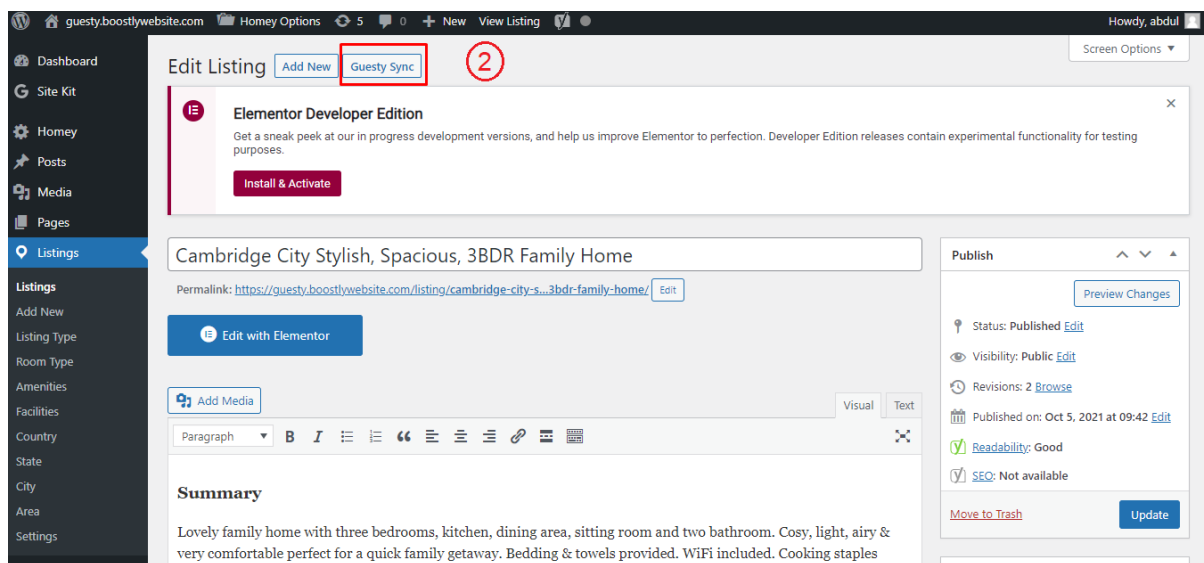 guesty.boostlywebsite.com Homey Options 5 0 New View Listing Howdy, abdul
Screen Options
Dashboard
Site Kit
Homey
Posts
Media
Pages
Listings
Listings
Add New
Listing Type
Room Type
Amenities
Facilities
Country
State
City
Area
Settings
Edit Listing Add New Guesty Sync 2
Elementor Developer Edition
Get a sneak peek at our in progress development versions, and help us improve Elementor to perfection. Developer Edition releases contain experimental functionality for testing
purposes.
Install & Activate
Cambridge City Stylish, Spacious, 3BDR Family Home
Permalink: https://guesty.boostlywebsite.com/listing/cambridge-city-s...3bdr-family-home/ Edit
Edit with Elementor
Add Media
Visual Text
Paragraph B I
Summary
Lovely family home with three bedrooms, kitchen, dining area, sitting room and two bathroom. Cosy, light, airy &
very comfortable perfect for a quick family getaway. Bedding & towels provided. WiFi included. Cooking staples
Publish
Preview Changes
Status: Published Edit
Visibility: Public Edit
Revisions: 2 Browse
Published on: Oct 5, 2021 at 09:42 Edit
Readability: Good
SEO: Not available
Move to Trash Update